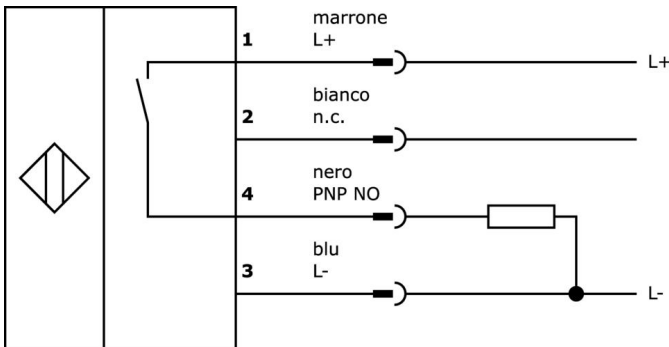 marrone
1 L+ L+
bianco
2 n.c.
nero
4 PNP NO
blu
3 L- L-